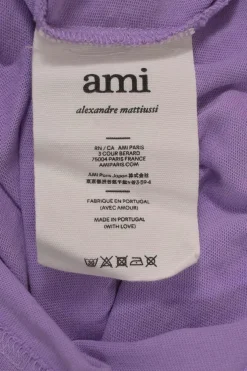 ami
alexandre mattiussi
RN / CA AMI PARIS
3 COUR BERARD
75004 PARIS FRANCE
AMIPARIS.COM
AMI Paris Japan 株式会社
FABRIQUE EN PORTUGAL
(AVEC AMOUR)
MADE IN PORTUGAL
(WITH LOVE)